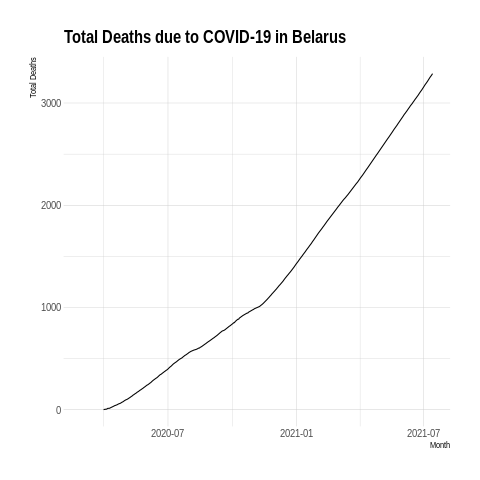 Total Deaths due to COVID-19 in Belarus
Total Deaths
3000
2000
1000
0
2020-07
2021-01
2021-07
Month